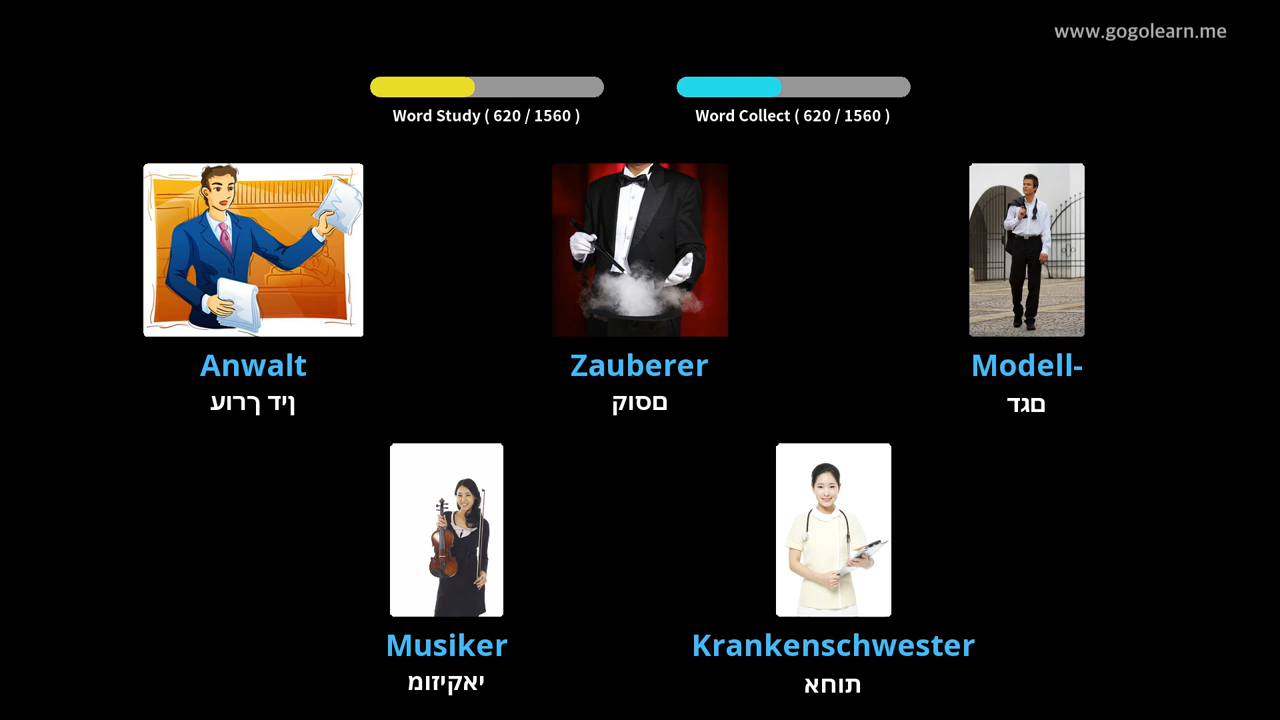 www.gogolearn.me
Word Study ( 620 / 1560 )
Word Collect ( 620 / 1560 )
Anwalt
ןיד ךרוע
Zauberer
םסוק
Modell-
םגד
Musiker
יאקיזומ
Krankenschwester
תוחא